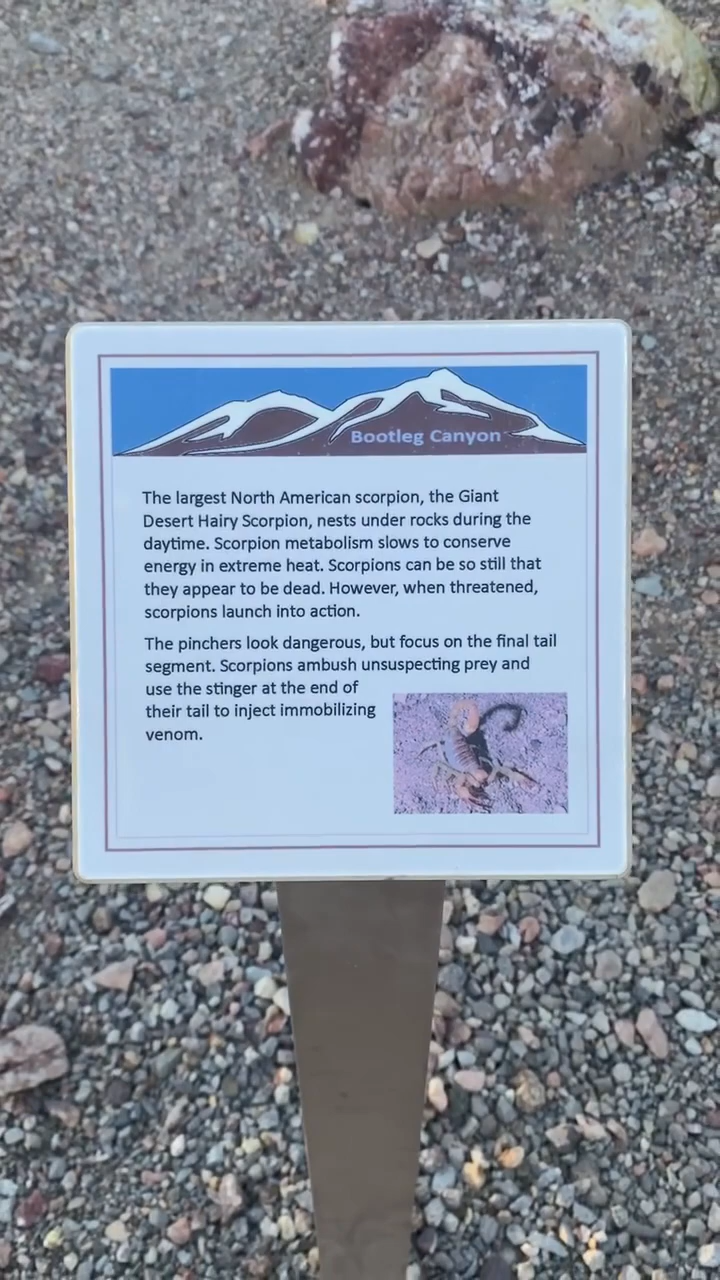 Bootleg Canyon
The largest North American scorpion, the Giant
Desert Hairy Scorpion, nests under rocks during the
daytime. Scorpion metabolism slows to conserve
energy in extreme heat. Scorpions can be so still that
they appear to be dead. However, when threatened,
scorpions launch into action.
The pinchers look dangerous, but focus on the final tail
segment. Scorpions ambush unsuspecting prey and
use the stinger at the end of
their tail to inject immobilizing
venom.